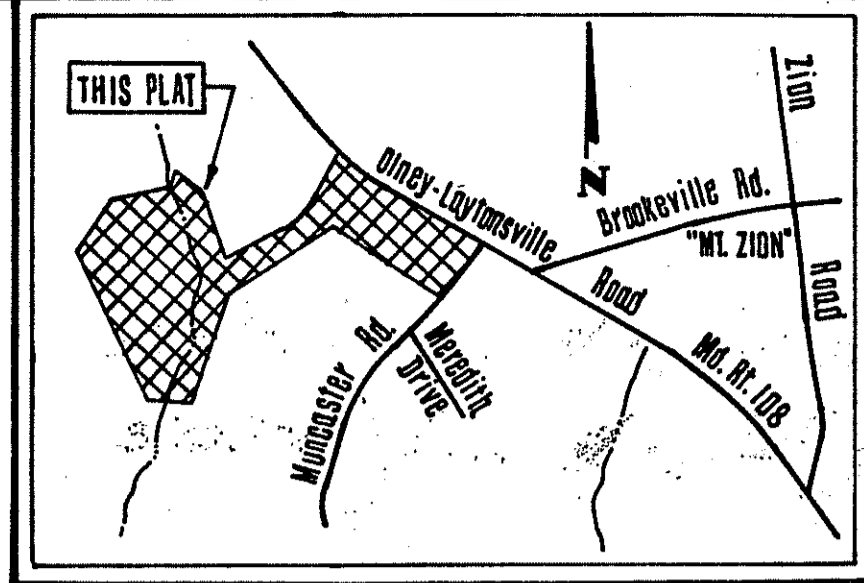 THIS PLAT
Olney-Laytonsville
Road
Md. Rt. 108
N
Brookeville Rd.
"MT. ZION"
Zion
Road
Muncaster Rd.
Meredith
Drive